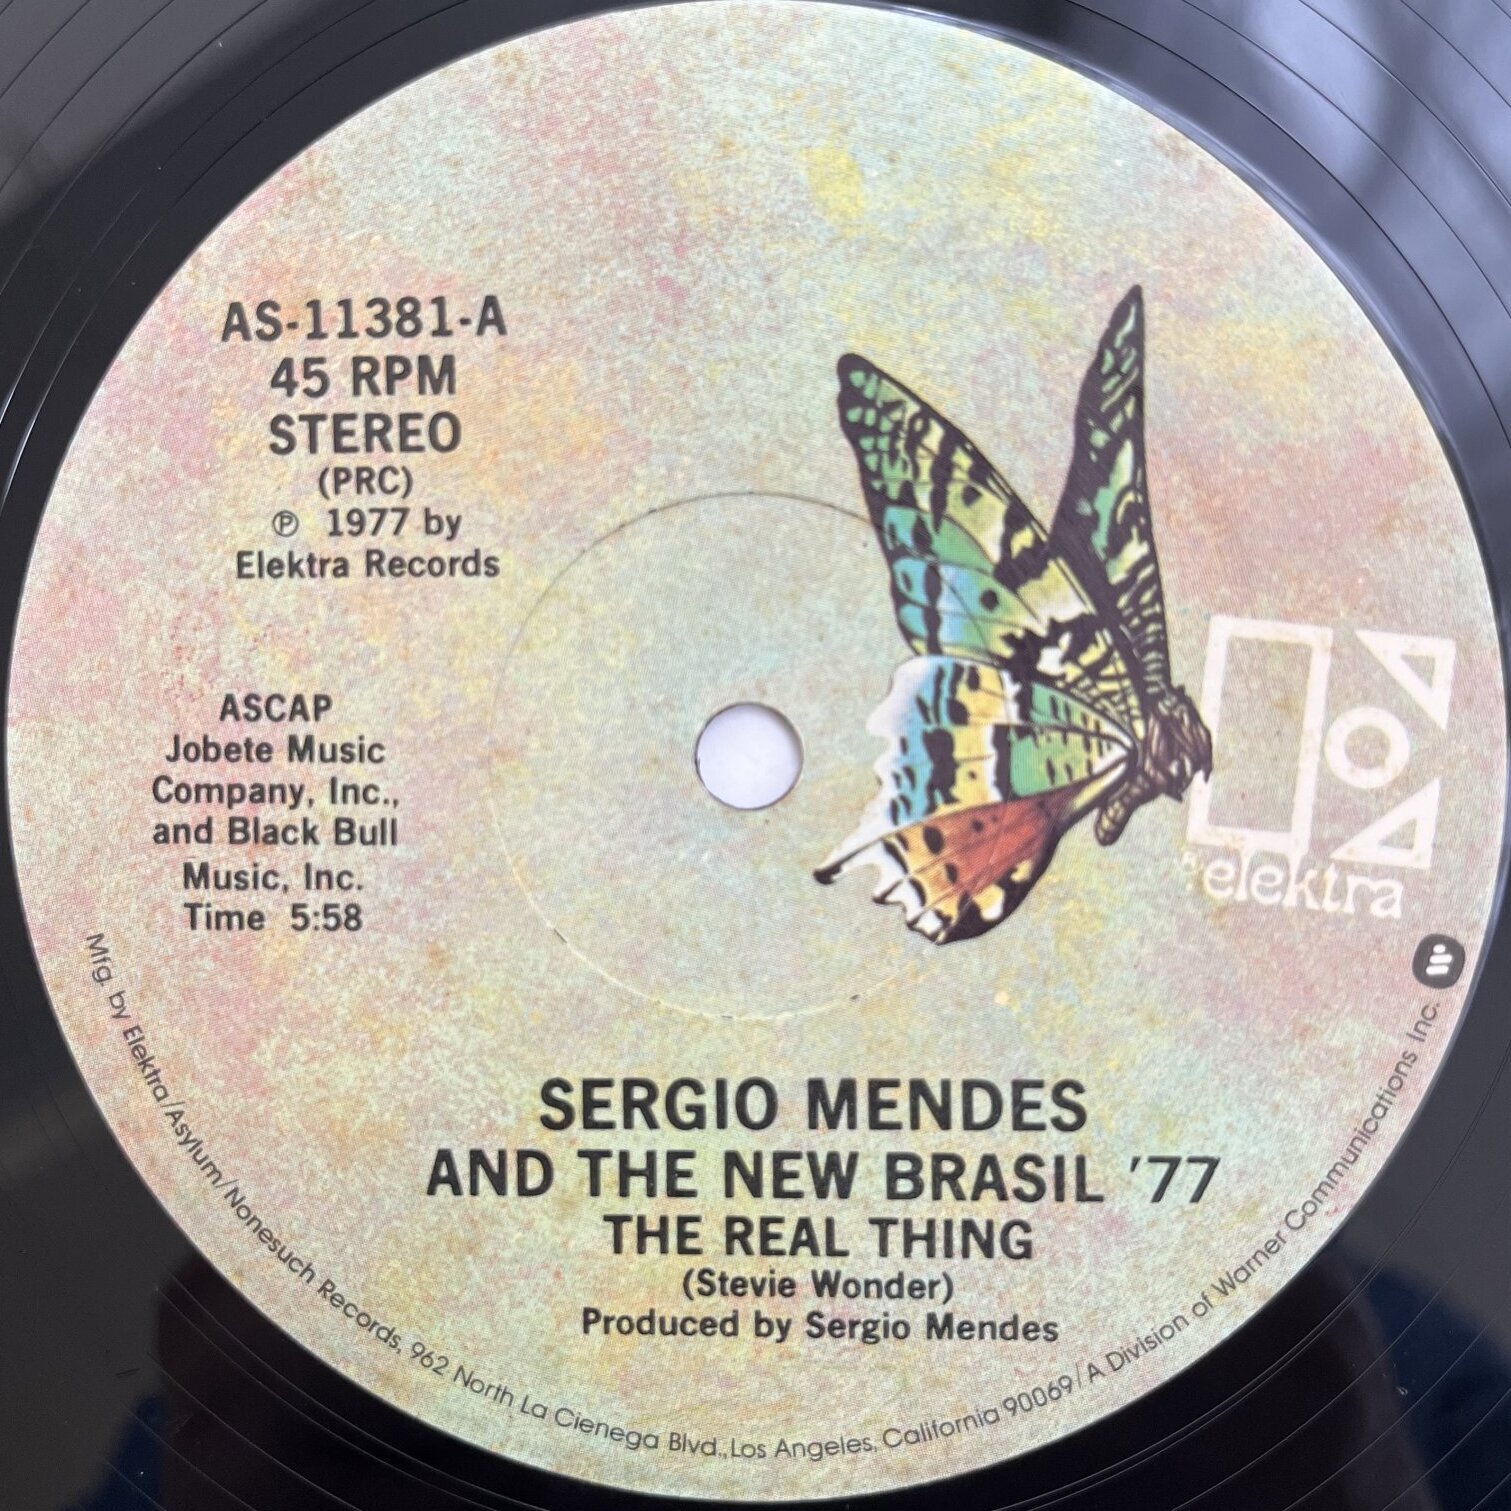 AS-11381-A
45 RPM
STEREO
(PRC)
℗ 1977 by
Elektra Records
ASCAP
Jobete Music
Company, Inc.,
and Black Bull
Music, Inc.
Time 5:58
elektra
SERGIO MENDES
AND THE NEW BRASIL '77
THE REAL THING
(Stevie Wonder)
Produced by Sergio Mendes
Mfg. by Elektra/Asylum/Nonesuch Records, 962 North La Cienega Blvd., Los Angeles, California 90069/A Division of Warner Communications Inc.